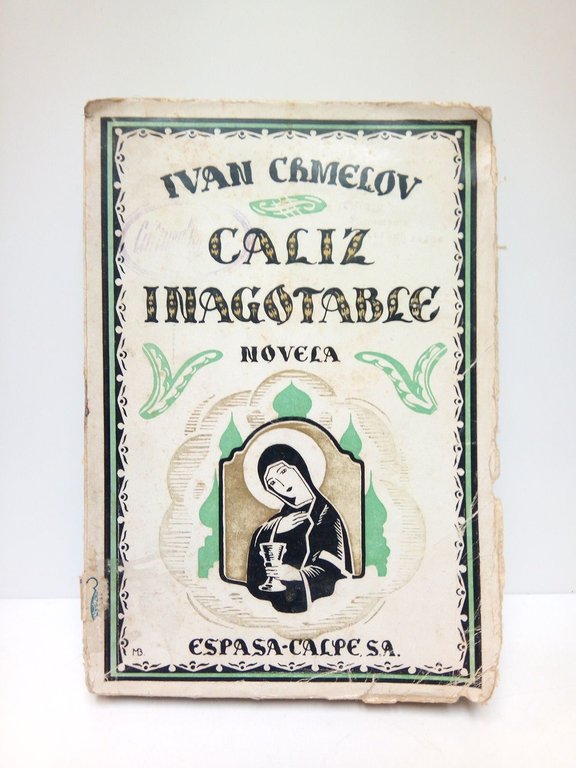 IVAN CHMELOV
CALIZ
INAGOTABLE
NOVELA
MB.
ESPASA-CALPE S.A.